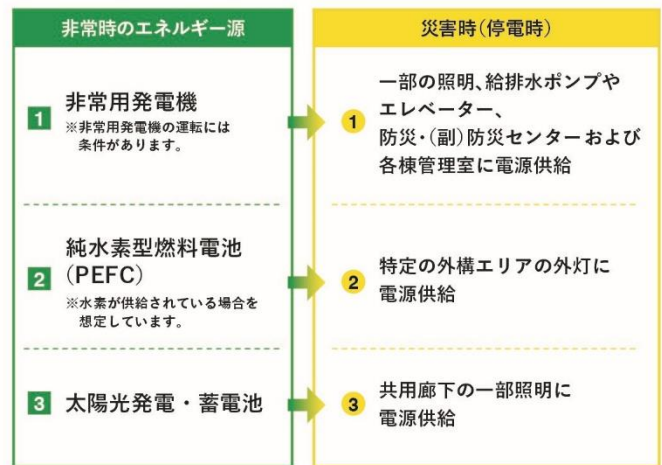 非常時のエネルギー源
1
非常用発電機
※非常用発電機の運転には
条件があります。
2
純水素型燃料電池
(PEFC)
※水素が供給されている場合を
想定しています。
3
太陽光発電・蓄電池
災害時(停電時)
1
一部の照明、給排水ポンプや
エレベーター、
防災・(副)防災センターおよび
各棟管理室に電源供給
2
特定の外構エリアの外灯に
電源供給
3
共用廊下の一部照明に
電源供給